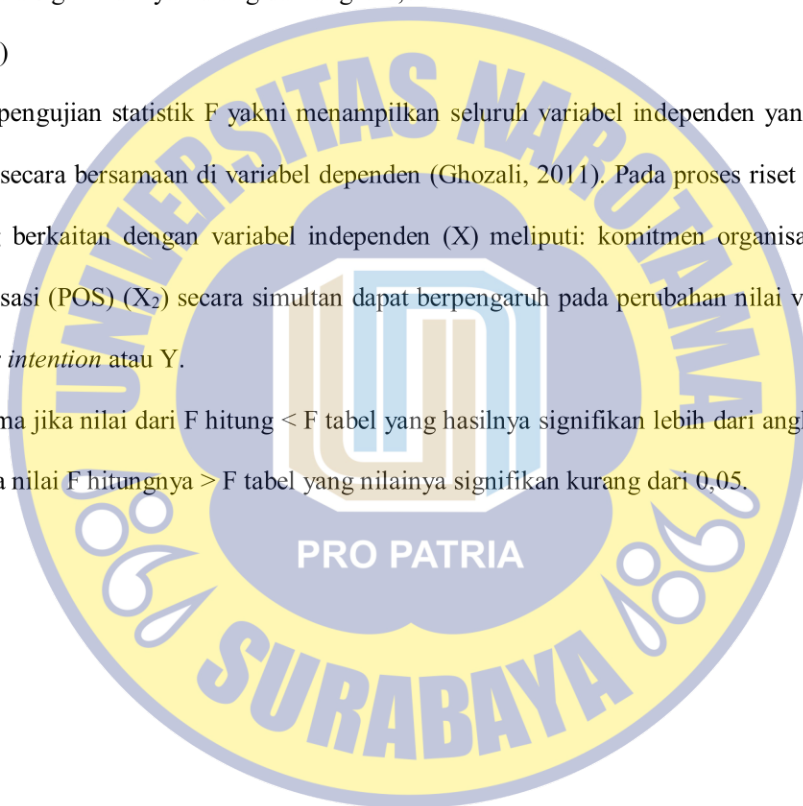 )
pengujian statistik F yakni menampilkan seluruh variabel independen yan
secara bersamaan di variabel dependen (Ghozali, 2011). Pada proses riset
berkaitan dengan variabel independen (X) meliputi: komitmen organisa
sasi (POS) (X₂) secara simultan dapat berpengaruh pada perubahan nilai v
intention atau Y.
ma jika nilai dari F hitung < F tabel yang hasilnya signifikan lebih dari angk
a nilai F hitungnya > F tabel yang nilainya signifikan kurang dari 0,05.
UNIVERSITAS NAROTAMA
PRO PATRIA
SURABAYA